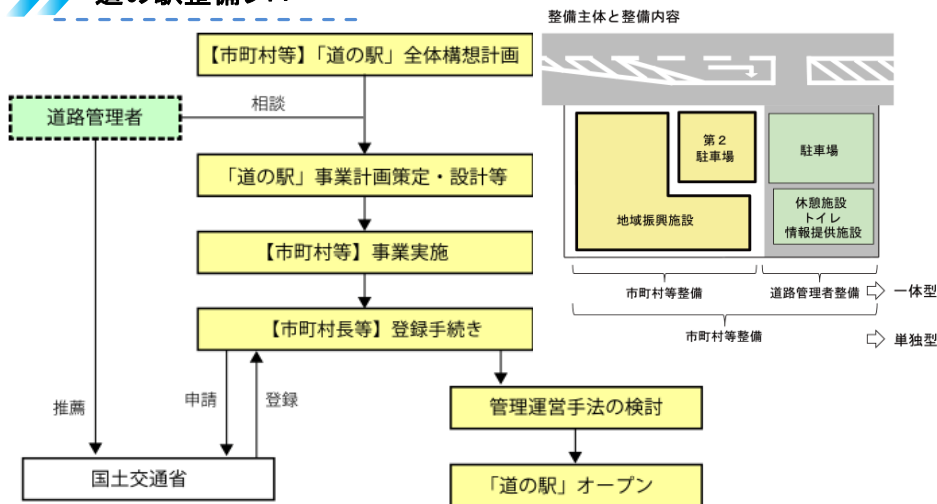 整備主体と整備内容
【市町村等】「道の駅」全体構想計画
相談
道路管理者
「道の駅」事業計画策定・設計等
【市町村等】事業実施
【市町村長等】登録手続き
推薦
申請
登録
国土交通省
管理運営手法の検討
「道の駅」オープン
第2
駐車場
駐車場
地域振興施設
休憩施設
トイレ
情報提供施設
市町村等整備
道路管理者整備
一体型
市町村等整備
単独型